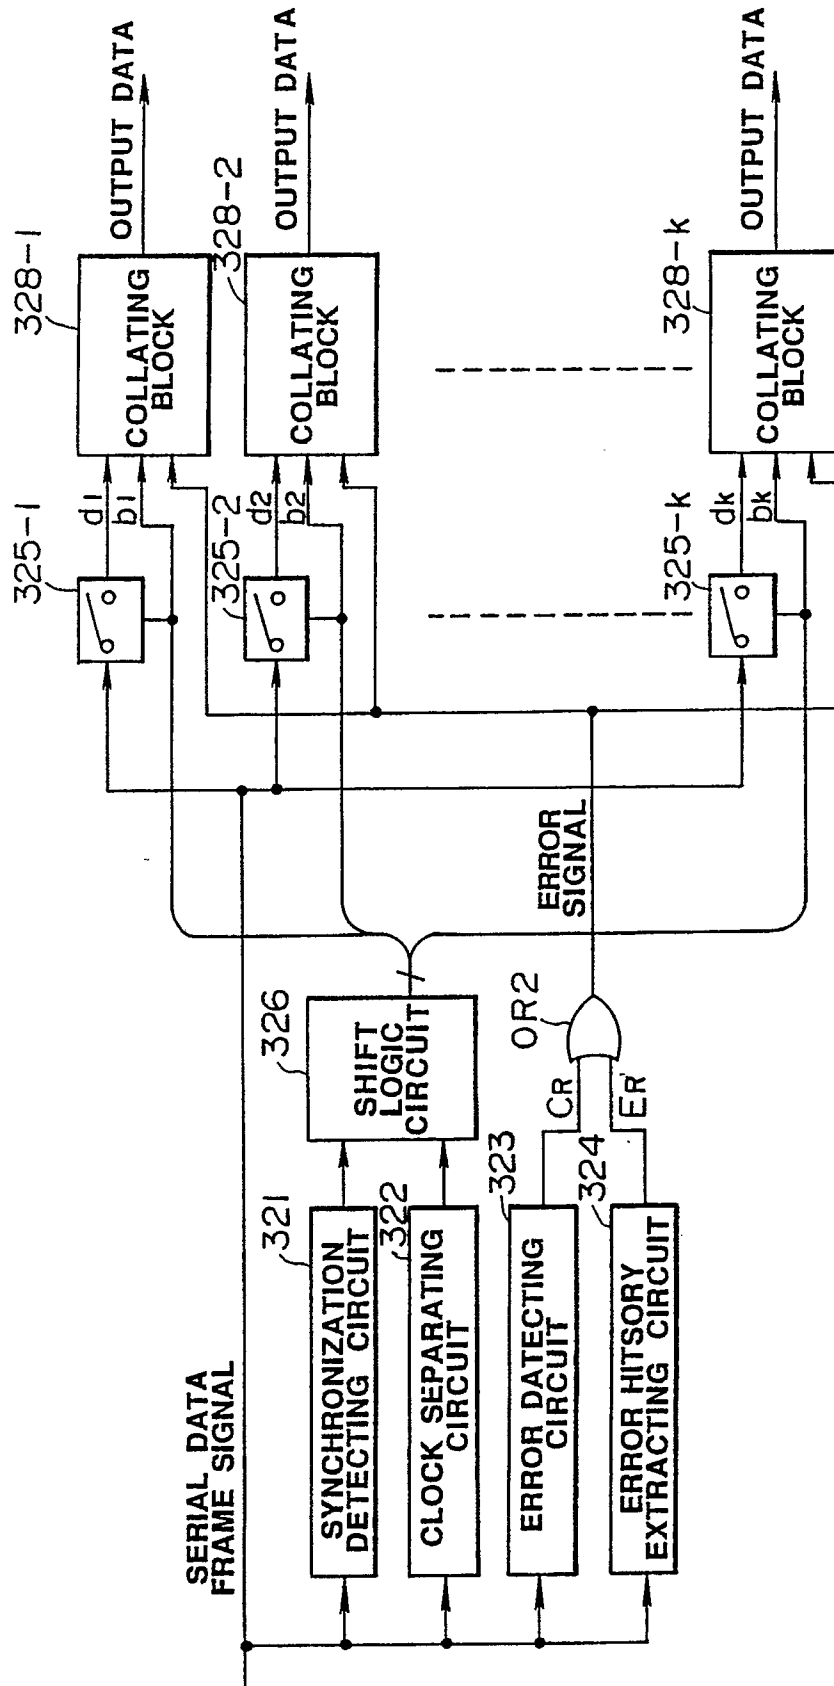 SERIAL DATA
FRAME SIGNAL
321
SYNCHRONIZATION
DETECTING CIRCUIT
322
CLOCK SEPARATING
CIRCUIT
323
ERROR DATECTING
CIRCUIT
324
ERROR HITSORY
EXTRACTING CIRCUIT
326
SHIFT
LOGIC
CIRCUIT
CR
ER
OR2
ERROR
SIGNAL
325-1
d1
b1
328-1
COLLATING
BLOCK
OUTPUT DATA
325-2
d2
b2
328-2
COLLATING
BLOCK
OUTPUT DATA
325-k
dk
bk
328-k
COLLATING
BLOCK
OUTPUT DATA